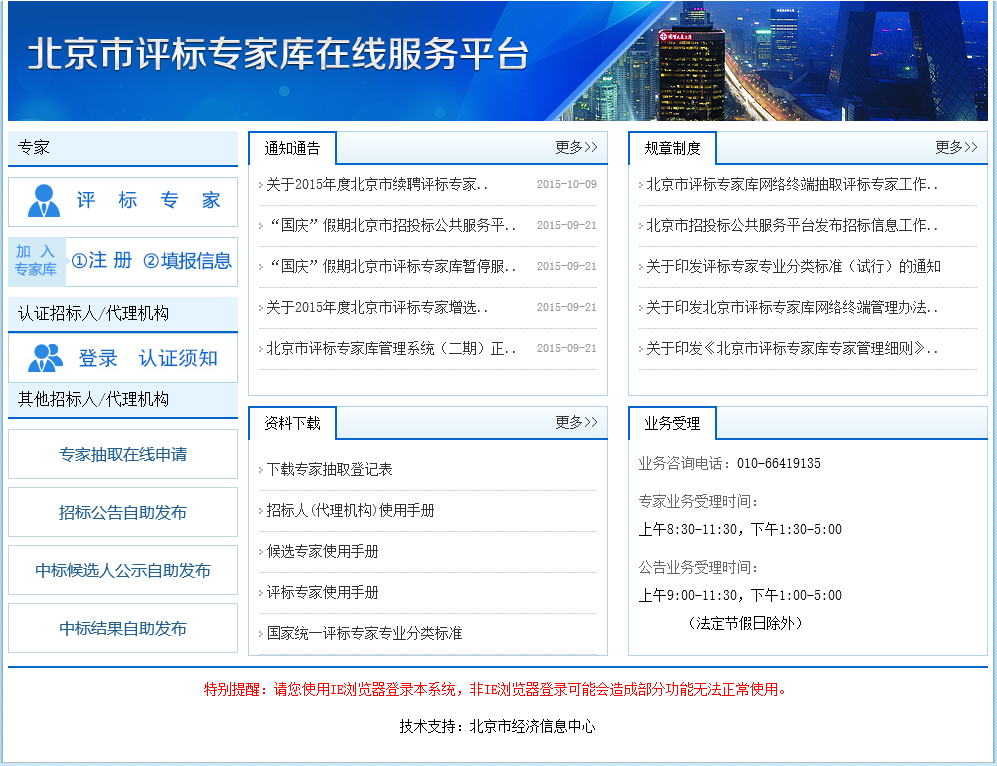 北京市评标专家库在线服务平台
专家
评 标 专 家
加 入
专家库
①注 册 ②填报信息
认证招标人/代理机构
登录 认证须知
其他招标人/代理机构
专家抽取在线申请
招标公告自助发布
中标候选人公示自助发布
中标结果自助发布
通知通告 更多>>
关于2015年度北京市续聘评标专家.. 2015-10-09
“国庆”假期北京市招投标公共服务平.. 2015-09-21
“国庆”假期北京市评标专家库暂停服.. 2015-09-21
关于2015年度北京市评标专家增选.. 2015-09-21
北京市评标专家库管理系统（二期）正.. 2015-09-21
规章制度 更多>>
北京市评标专家库网络终端抽取评标专家工作..
北京市招投标公共服务平台发布招标信息工作..
关于印发评标专家专业分类标准（试行）的通知
关于印发北京市评标专家库网络终端管理办法..
关于印发《北京市评标专家库专家管理细则》..
资料下载 更多>>
下载专家抽取登记表
招标人(代理机构)使用手册
候选专家使用手册
评标专家使用手册
国家统一评标专家专业分类标准
业务受理
业务咨询电话：010-66419135
专家业务受理时间：
上午8:30-11:30，下午1:30-5:00
公告业务受理时间：
上午9:00-11:30，下午1:00-5:00
（法定节假日除外）
特别提醒：请您使用IE浏览器登录本系统，非IE浏览器登录可能会造成部分功能无法正常使用。
技术支持：北京市经济信息中心